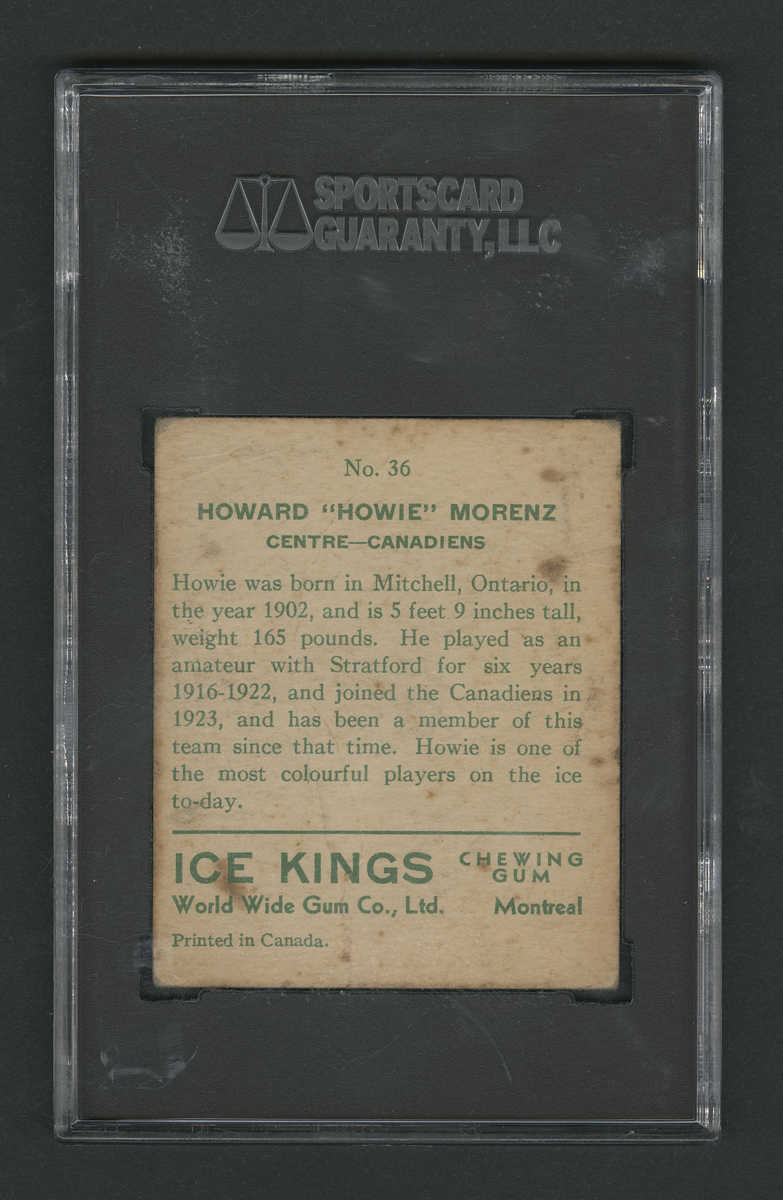 SPORTSCARD
GUARANTY, LLC
No. 36
HOWARD "HOWIE" MORENZ
CENTRE—CANADIENS
Howie was born in Mitchell, Ontario, in
the year 1902, and is 5 feet 9 inches tall,
weight 165 pounds. He played as an
amateur with Stratford for six years
1916-1922, and joined the Canadiens in
1923, and has been a member of this
team since that time. Howie is one of
the most colourful players on the ice
to-day.
ICE KINGS CHEWING
GUM
World Wide Gum Co., Ltd. Montreal
Printed in Canada.